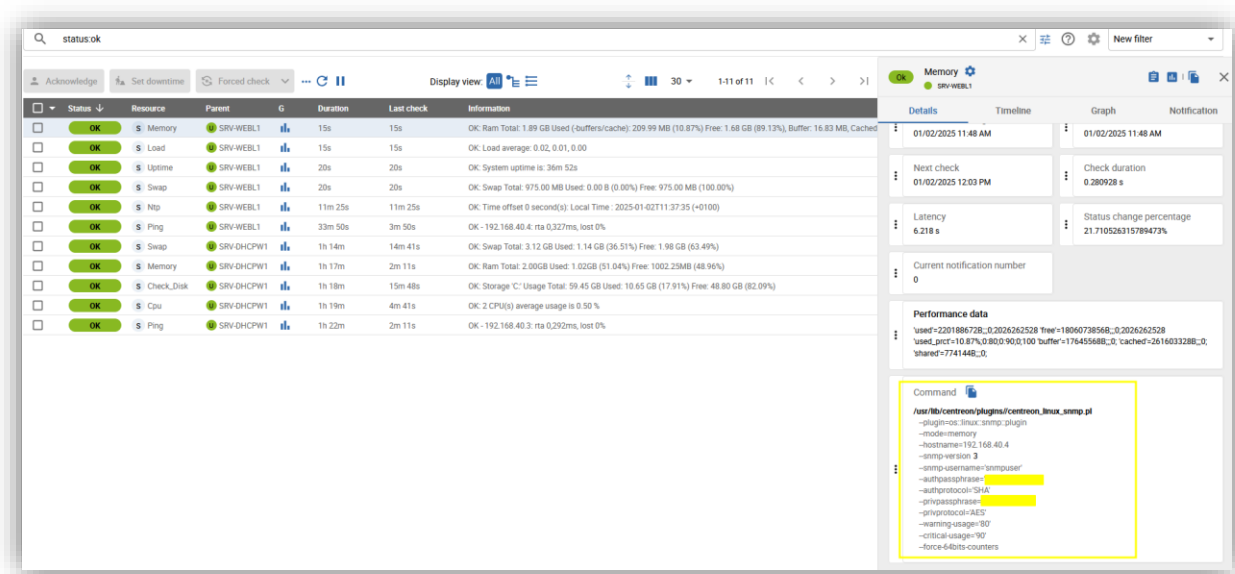 status:ok
New filter
Acknowledge Set downtime Forced check Display view: All 30 1-11 of 11
Status Resource Parent G Duration Last check Information
OK S Memory U SRV-WEBL1 15s 15s OK: Ram Total: 1.89 GB Used (-buffers/cache): 209.99 MB (10.87%) Free: 1.68 GB (89.13%), Buffer: 16.83 MB, Cached
OK S Load U SRV-WEBL1 15s 15s OK: Load average: 0.02, 0.01, 0.00
OK S Uptime U SRV-WEBL1 20s 20s OK: System uptime is: 36m 52s
OK S Swap U SRV-WEBL1 20s 20s OK: Swap Total: 975.00 MB Used: 0.00 B (0.00%) Free: 975.00 MB (100.00%)
OK S Ntp U SRV-WEBL1 11m 25s 11m 25s OK: Time offset 0 second(s): Local Time : 2025-01-02T11:37:35 (+0100)
OK S Ping U SRV-WEBL1 33m 50s 3m 50s OK - 192.168.40.4: rta 0,327ms, lost 0%
OK S Swap U SRV-DHCPW1 1h 14m 14m 41s OK: Swap Total: 3.12 GB Used: 1.14 GB (36.51%) Free: 1.98 GB (63.49%)
OK S Memory U SRV-DHCPW1 1h 17m 2m 11s OK: Ram Total: 2.00GB Used: 1.02GB (51.04%) Free: 1002.25MB (48.96%)
OK S Check_Disk U SRV-DHCPW1 1h 18m 15m 48s OK: Storage 'C:' Usage Total: 59.45 GB Used: 10.65 GB (17.91%) Free: 48.80 GB (82.09%)
OK S Cpu U SRV-DHCPW1 1h 19m 4m 41s OK: 2 CPU(s) average usage is 0.50 %
OK S Ping U SRV-DHCPW1 1h 22m 2m 11s OK - 192.168.40.3: rta 0,292ms, lost 0%
Ok Memory
SRV-WEBL1
Details Timeline Graph Notification
01/02/2025 11:48 AM 01/02/2025 11:48 AM
Next check Check duration
01/02/2025 12:03 PM 0.280928 s
Latency Status change percentage
6.218 s 21.710526315789473%
Current notification number
0
Performance data
'used'=220188672B;;;0;2026262528 'free'=1806073856B;;;0;2026262528
'used_prct'=10.87%;0:80;0:90;0;100 'buffer'=17645568B;;;0; 'cached'=261603328B;;;0;
'shared'=774144B;;;0;
Command
/usr/lib/centreon/plugins//centreon_linux_snmp.pl
--plugin=os::linux::snmp::plugin
--mode=memory
--hostname=192.168.40.4
--snmp-version 3
--snmp-username='snmpuser'
--authpassphrase='
--authprotocol='SHA'
--privpassphrase=
--privprotocol='AES'
--warning-usage='80'
--critical-usage='90'
--force-64bits-counters